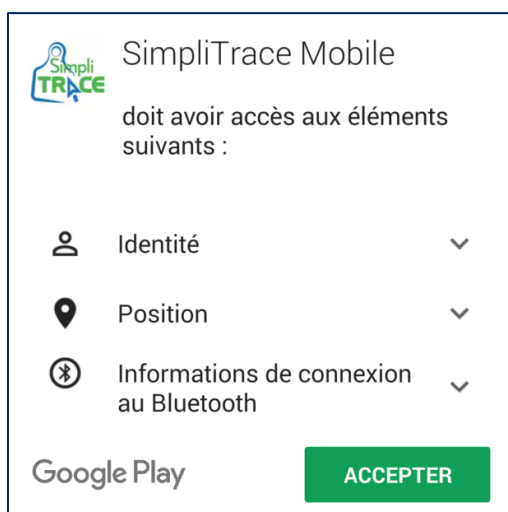 Simpli
TRACE
SimpliTrace Mobile
doit avoir accès aux éléments
suivants :
Identité
Position
Informations de connexion
au Bluetooth
Google Play
ACCEPTER